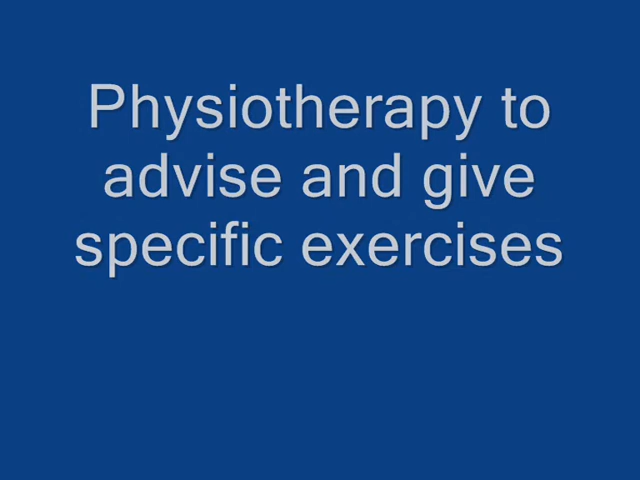 Physiotherapy to
advise and give
specific exercises